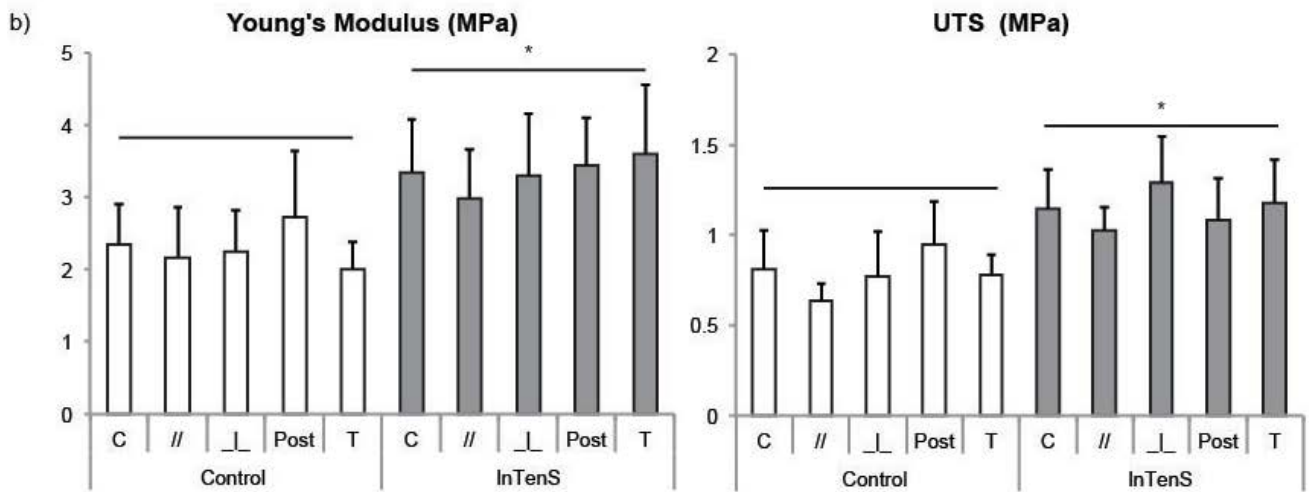 b)
Young's Modulus (MPa)
5
*
4
3
2
1
0
C // _|_ Post T C // _|_ Post T
Control InTenS
UTS (MPa)
2
*
1.5
1
0.5
0
C // _|_ Post T C // _|_ Post T
Control InTenS